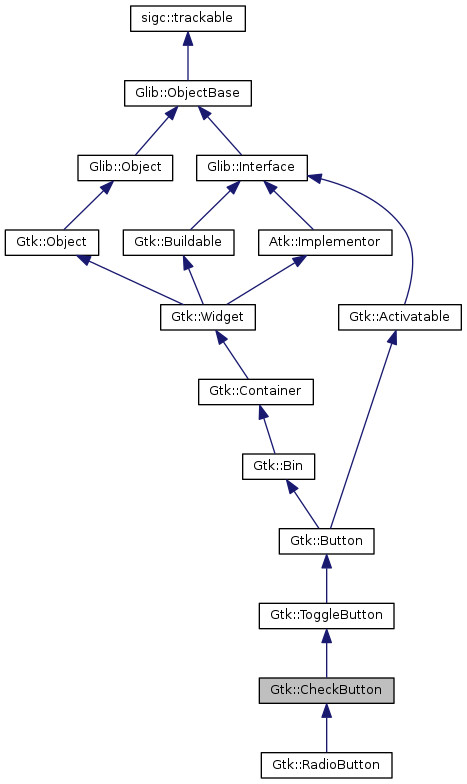 sigc::trackable
Glib::ObjectBase
Glib::Object
Glib::Interface
Gtk::Object
Gtk::Buildable
Atk::Implementor
Gtk::Widget
Gtk::Activatable
Gtk::Container
Gtk::Bin
Gtk::Button
Gtk::ToggleButton
Gtk::CheckButton
Gtk::RadioButton